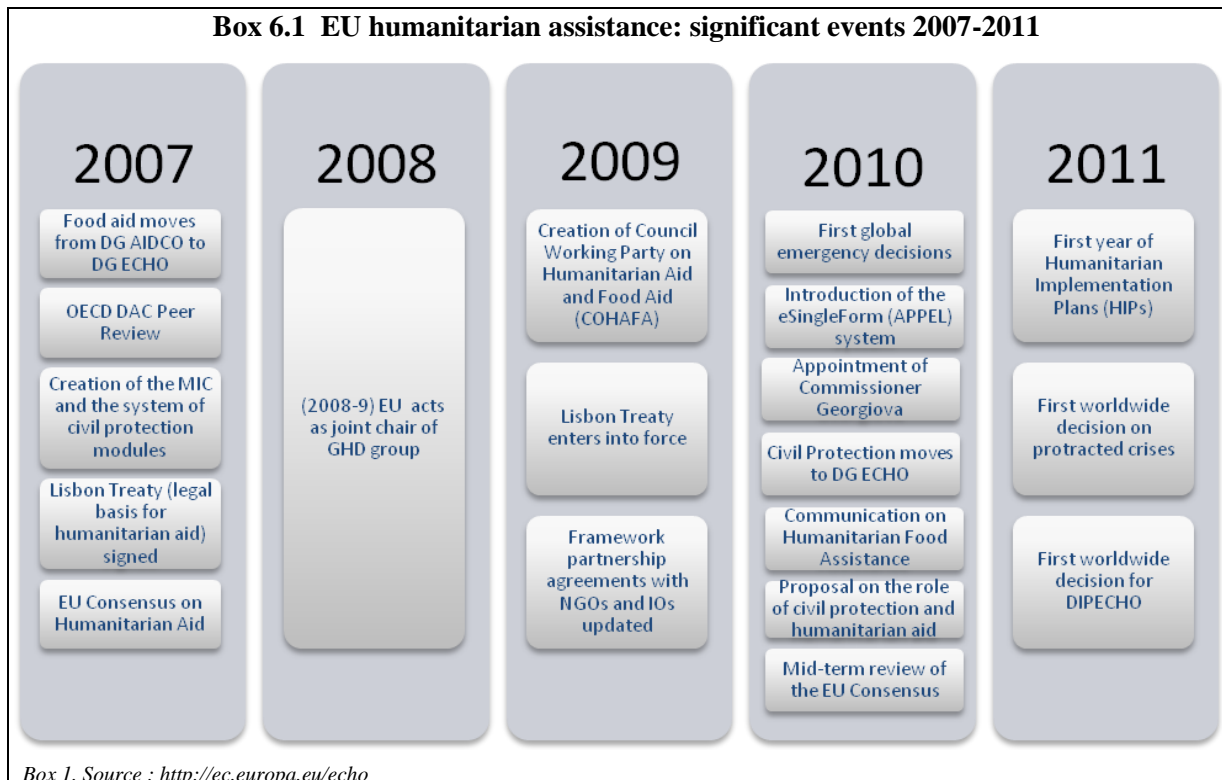 Box 6.1 EU humanitarian assistance: significant events 2007-2011
2007
Food aid moves
from DG AIDCO to
DG ECHO
OECD DAC Peer
Review
Creation of the MIC
and the system of
civil protection
modules
Lisbon Treaty (legal
basis for
humanitarian aid)
signed
EU Consensus on
Humanitarian Aid
2008
(2008-9) EU acts
as joint chair of
GHD group
2009
Creation of Council
Working Party on
Humanitarian Aid
and Food Aid
(COHAFA)
Lisbon Treaty
enters into force
Framework
partnership
agreements with
NGOs and IOs
updated
2010
First global
emergency decisions
Introduction of the
eSingleForm (APPEL)
system
Appointment of
Commissioner
Georgiova
Civil Protection moves
to DG ECHO
Communication on
Humanitarian Food
Assistance
Proposal on the role
of civil protection and
humanitarian aid
Mid-term review of
the EU Consensus
2011
First year of
Humanitarian
Implementation
Plans (HIPs)
First worldwide
decision on
protracted crises
First worldwide
decision for
DIPECHO
Box 1. Source : http://ec.europa.eu/echo